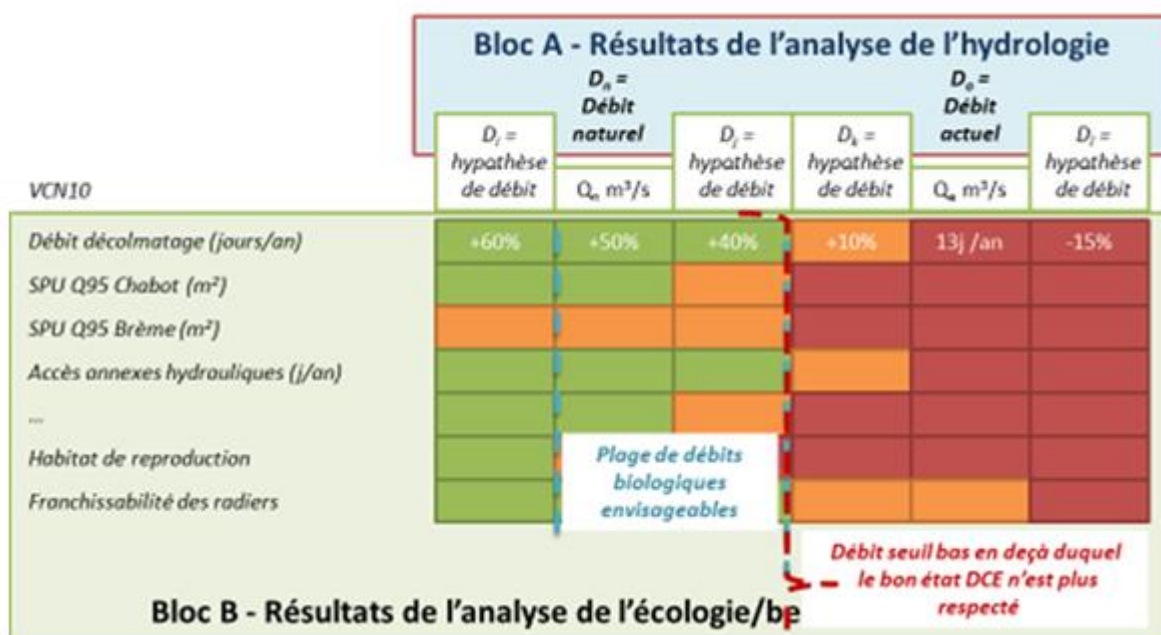 Bloc A - Résultats de l'analyse de l'hydrologie
Dₙ =
Débit
naturel
Dₒ =
Débit
actuel
Dᵢ =
hypothèse
de débit
Dⱼ =
hypothèse
de débit
Dₖ =
hypothèse
de débit
hypothèse
de débit
VCN10
Qₙ m³/s
m³/s
Débit décolmatage (jours/an)
+60%
+50%
+40%
+10%
13j /an
-15%
SPU Q95 Chabot (m²)
SPU Q95 Brème (m²)
Accès annexes hydrauliques (j/an)
...
Habitat de reproduction
Franchissabilité des radiers
Plage de débits
biologiques
envisageables
Débit seuil bas en deçà duquel
le bon état DCE n'est plus
respecté
Bloc B - Résultats de l'analyse de l'écologie/be